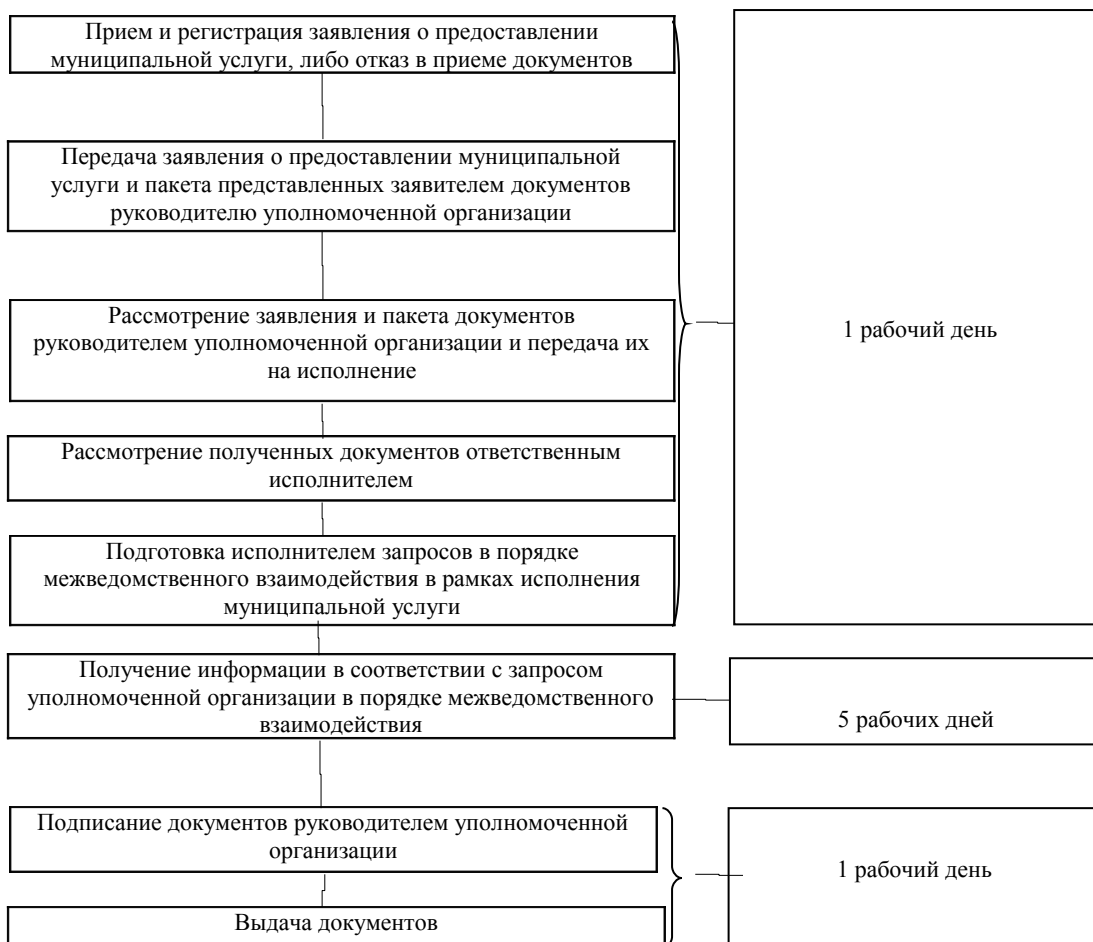 Прием и регистрация заявления о предоставлении
муниципальной услуги, либо отказ в приеме документов
Передача заявления о предоставлении муниципальной
услуги и пакета представленных заявителем документов
руководителю уполномоченной организации
Рассмотрение заявления и пакета документов
руководителем уполномоченной организации и передача их
на исполнение
1 рабочий день
Рассмотрение полученных документов ответственным
исполнителем
Подготовка исполнителем запросов в порядке
межведомственного взаимодействия в рамках исполнения
муниципальной услуги
Получение информации в соответствии с запросом
уполномоченной организации в порядке межведомственного
взаимодействия
5 рабочих дней
Подписание документов руководителем уполномоченной
организации
1 рабочий день
Выдача документов